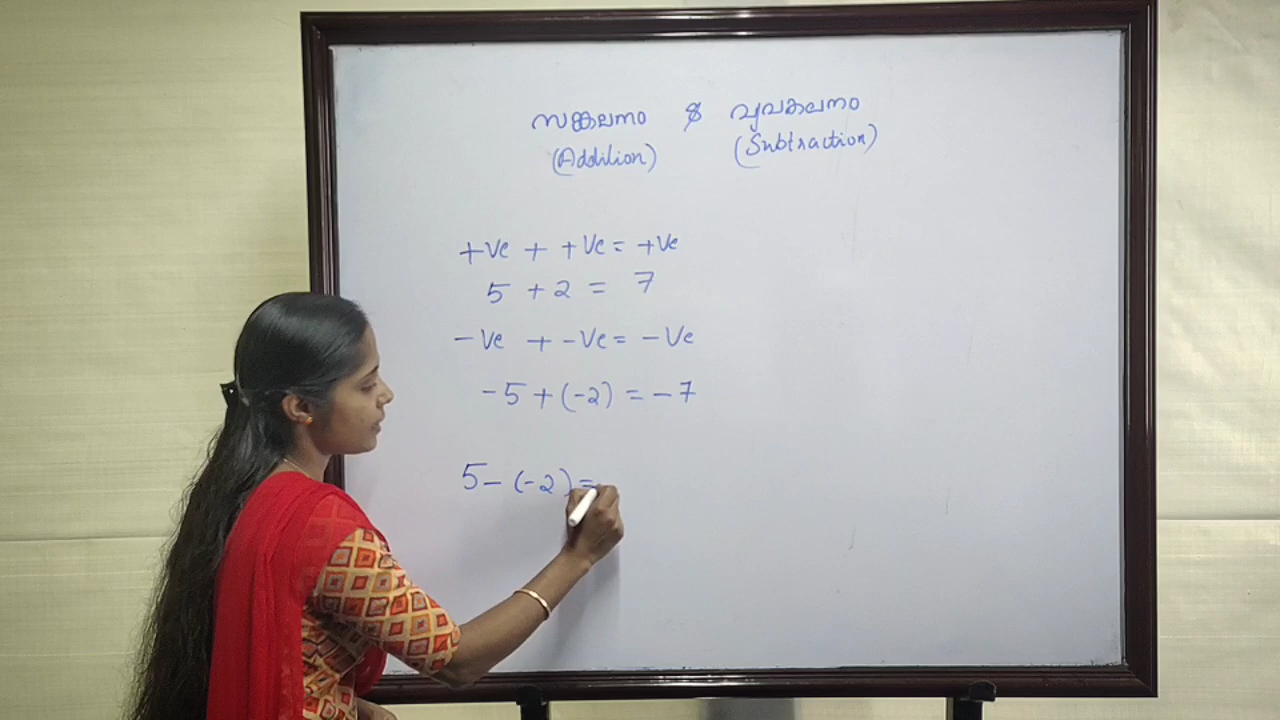 സങ്കലനം & വ്യവകലനം
(Addition) (Subtraction)
+Ve + +Ve = +Ve
5 + 2 = 7
-Ve + -Ve = -Ve
-5 + (-2) = -7
5 - (-2) =